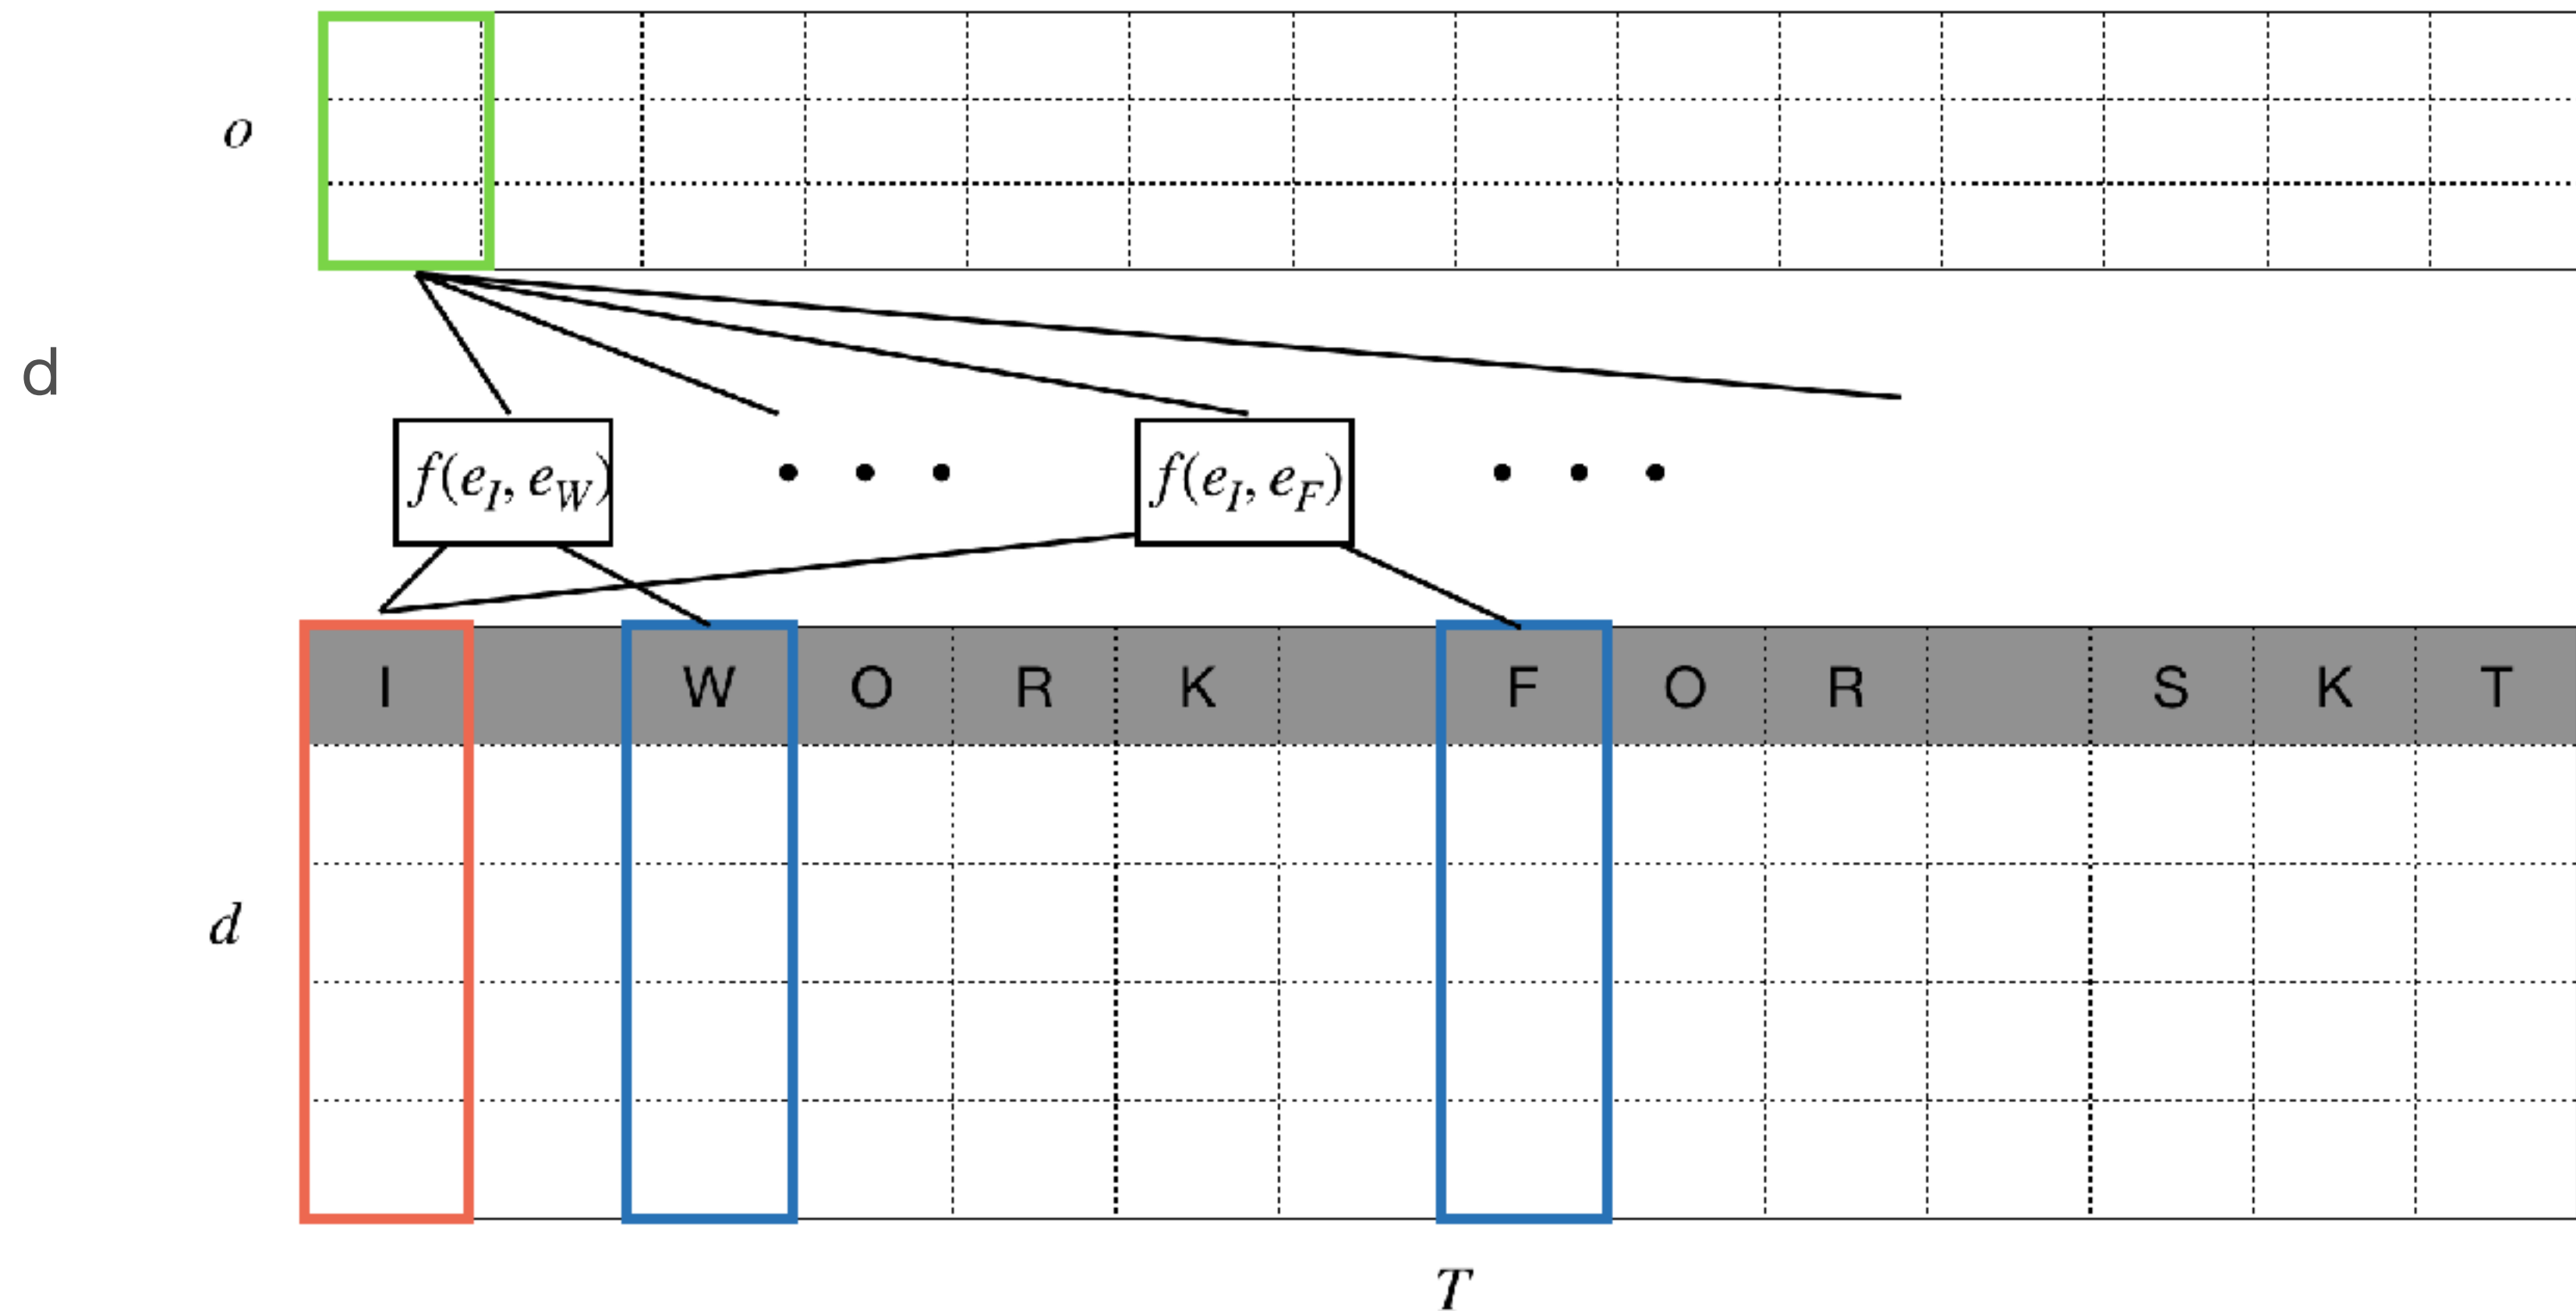 o
d
f(e_I, e_W) • • • f(e_I, e_F) • • •
I W O R K F O R S K T
d
T